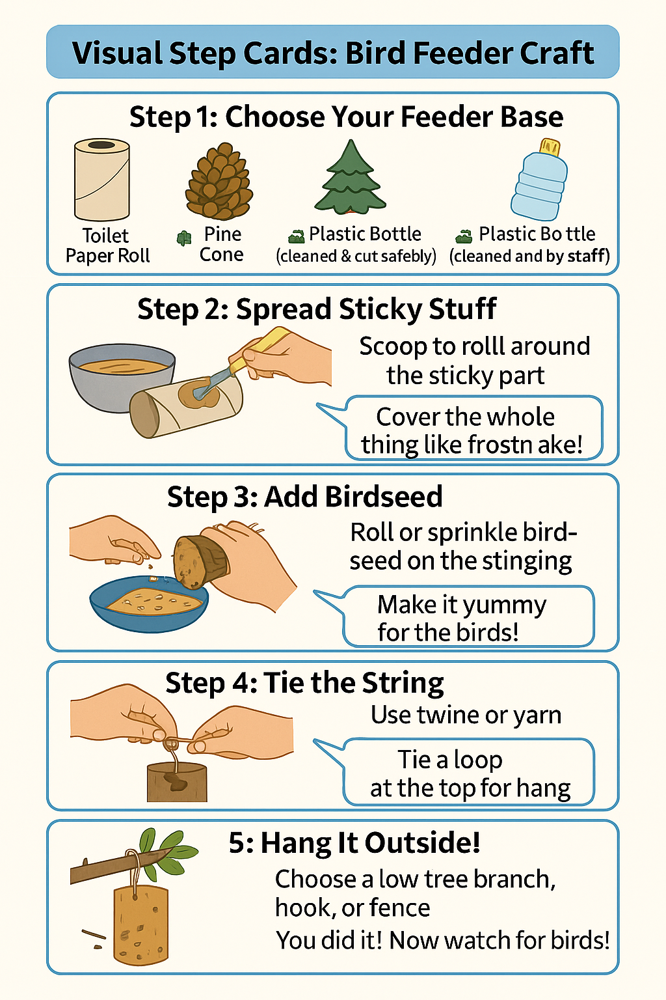 Visual Step Cards: Bird Feeder Craft
Step 1: Choose Your Feeder Base
Toilet
Paper Roll
Pine
Cone
Plastic Bottle
(cleaned & cut safebly)
Plastic Bo ttle
(cleaned and by staff)
Step 2: Spread Sticky Stuff
Scoop to rolll around
the sticky part
Cover the whole
thing like frostn ake!
Step 3: Add Birdseed
Roll or sprinkle bird-
seed on the stinging
Make it yummy
for the birds!
Step 4: Tie the String
Use twine or yarn
Tie a loop
at the top for hang
5: Hang It Outside!
Choose a low tree branch,
hook, or fence
You did it! Now watch for birds!